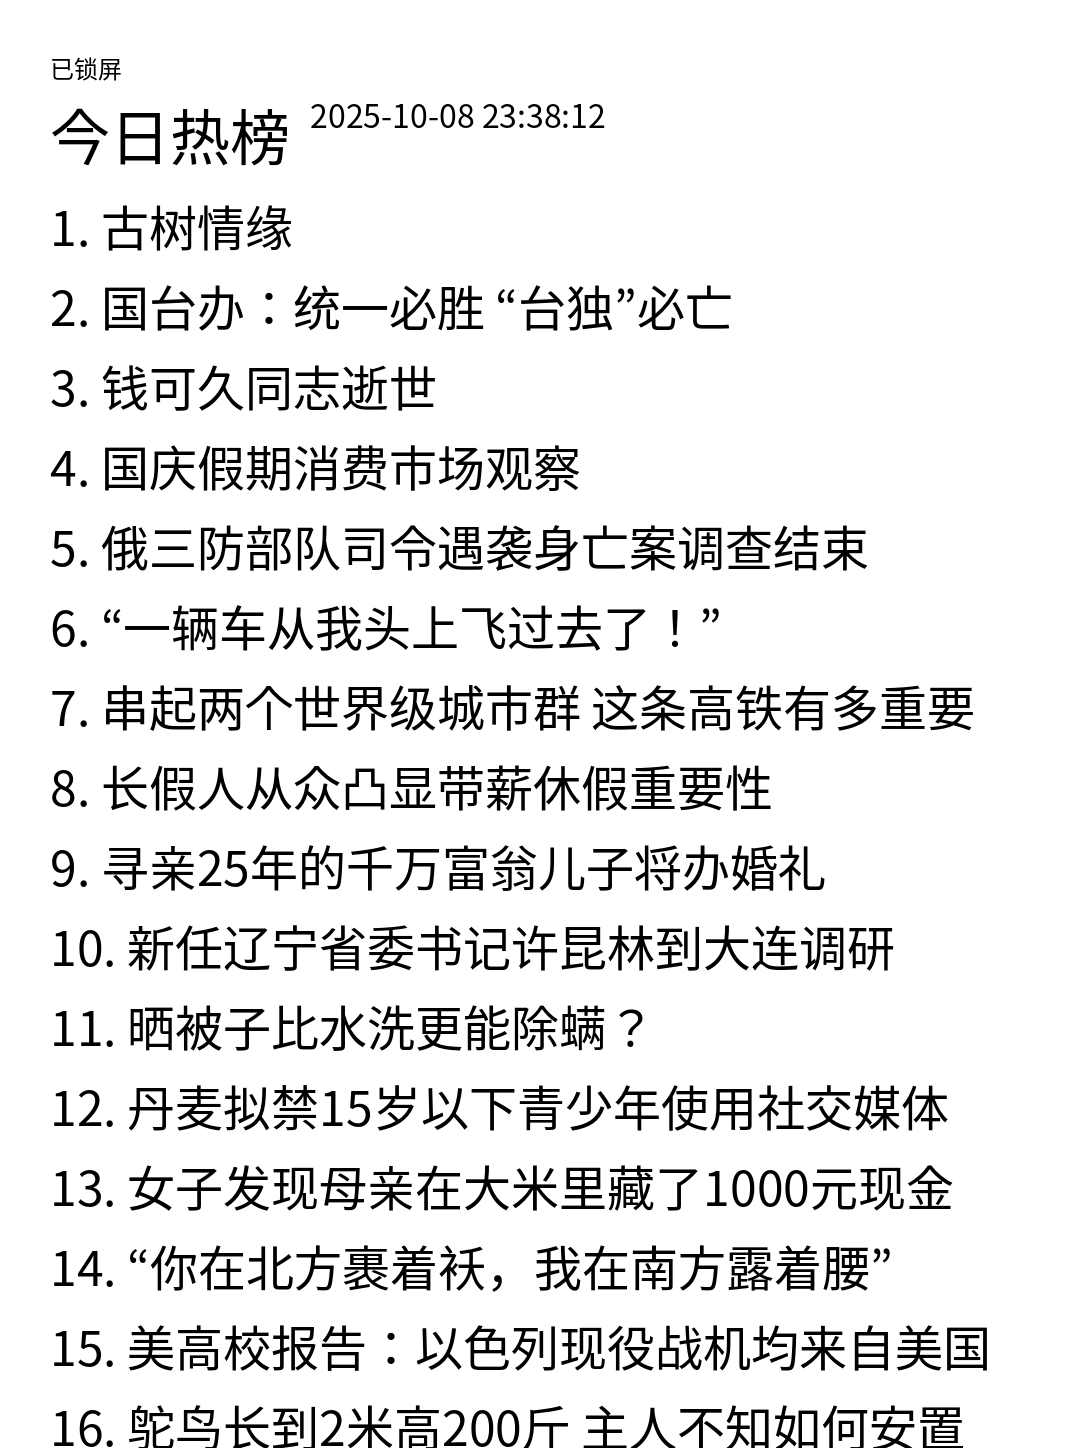 已锁屏
今日热榜 2025-10-08 23:38:12
1. 古树情缘
2. 国台办：统一必胜 “台独”必亡
3. 钱可久同志逝世
4. 国庆假期消费市场观察
5. 俄三防部队司令遇袭身亡案调查结束
6. “一辆车从我头上飞过去了！”
7. 串起两个世界级城市群 这条高铁有多重要
8. 长假人从众凸显带薪休假重要性
9. 寻亲25年的千万富翁儿子将办婚礼
10. 新任辽宁省委书记许昆林到大连调研
11. 晒被子比水洗更能除螨？
12. 丹麦拟禁15岁以下青少年使用社交媒体
13. 女子发现母亲在大米里藏了1000元现金
14. “你在北方裹着袄，我在南方露着腰”
15. 美高校报告：以色列现役战机均来自美国
16. 鸵鸟长到2米高200斤 主人不知如何安置